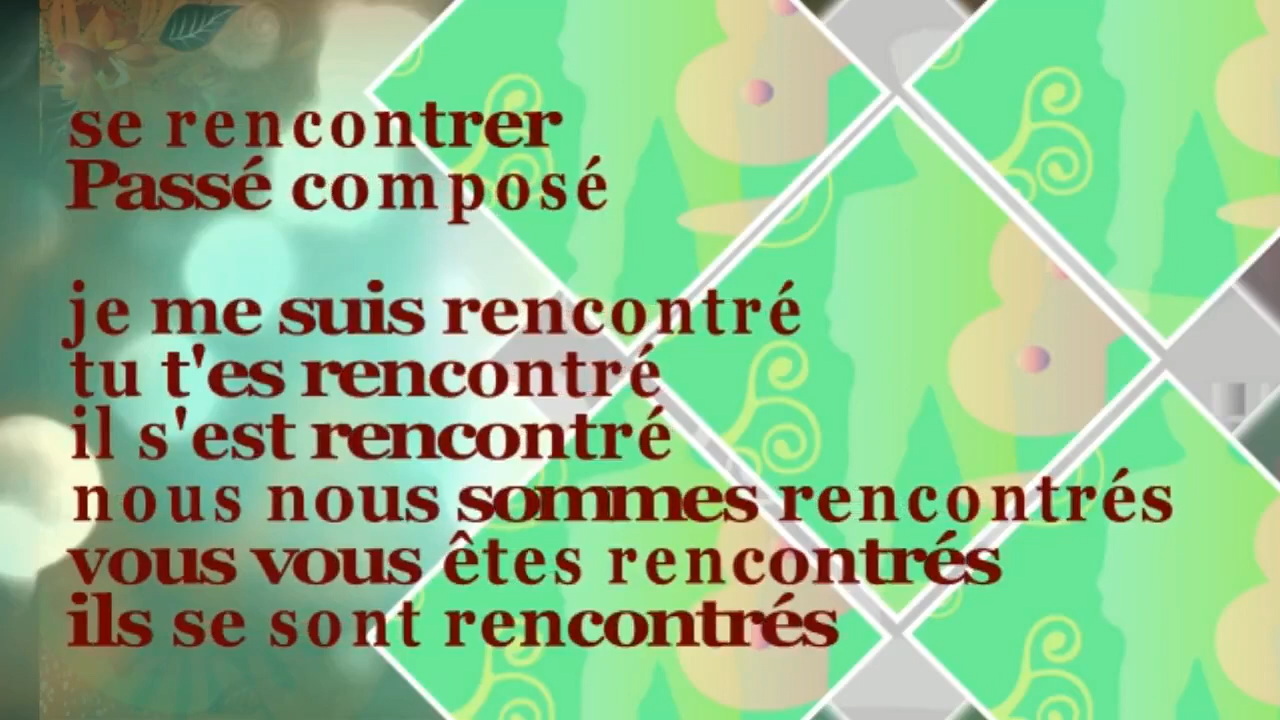 se rencontrer
Passé composé
je me suis rencontré
tu t'es rencontré
il s'est rencontré
nous nous sommes rencontrés
vous vous êtes rencontrés
ils se sont rencontrés